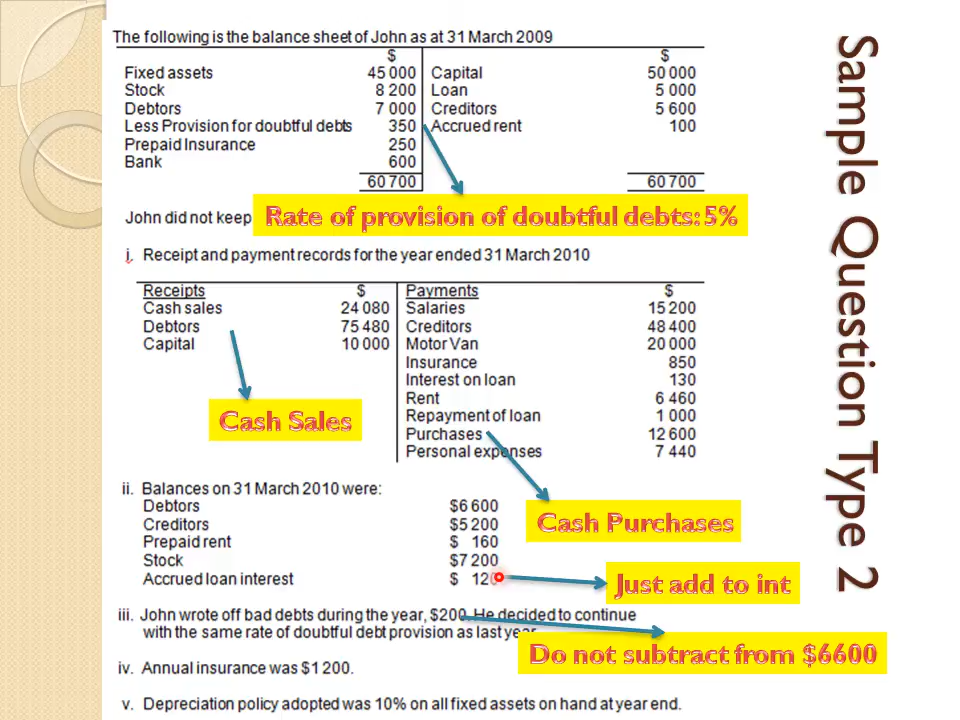 The following is the balance sheet of John as at 31 March 2009
$ $
Fixed assets 45 000 Capital 50 000
Stock 8 200 Loan 5 000
Debtors 7 000 Creditors 5 600
Less Provision for doubtful debts 350 Accrued rent 100
Prepaid Insurance 250
Bank 600
60 700 60 700
John did not keep
Rate of provision of doubtful debts: 5%
i. Receipt and payment records for the year ended 31 March 2010
Receipts $ Payments $
Cash sales 24 080 Salaries 15 200
Debtors 75 480 Creditors 48 400
Capital 10 000 Motor Van 20 000
Insurance 850
Interest on loan 130
Rent 6 460
Repayment of loan 1 000
Purchases 12 600
Personal expenses 7 440
Cash Sales
Cash Purchases
ii. Balances on 31 March 2010 were:
Debtors $6 600
Creditors $5 200
Prepaid rent $ 160
Stock $7 200
Accrued loan interest $ 120
Just add to int
iii. John wrote off bad debts during the year, $200. He decided to continue
with the same rate of doubtful debt provision as last year.
Do not subtract from $6600
iv. Annual insurance was $1 200.
v. Depreciation policy adopted was 10% on all fixed assets on hand at year end.
Sample Question Type 2